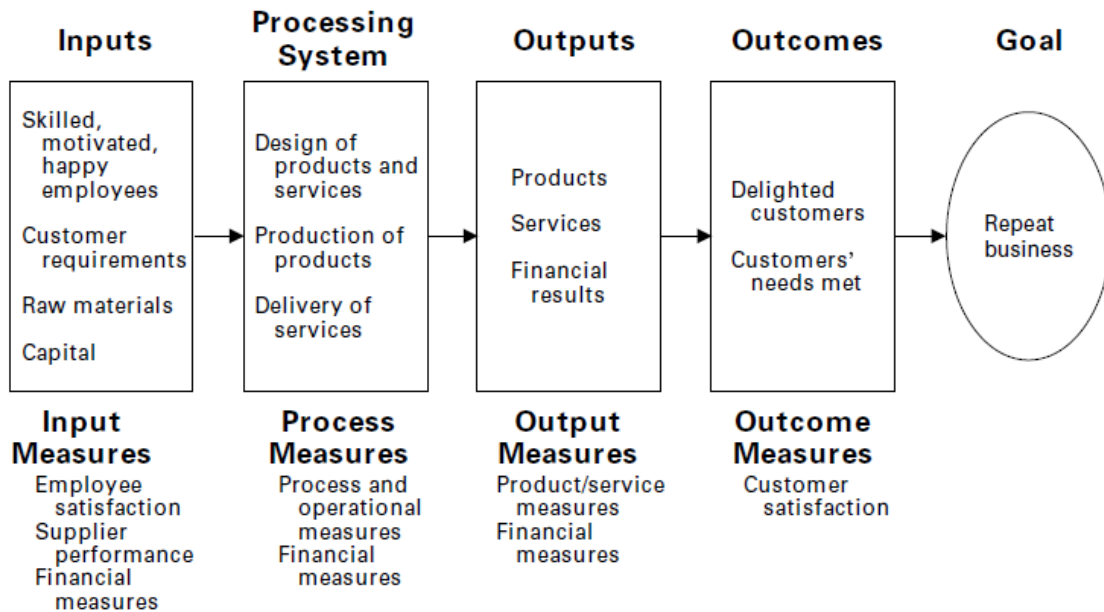 Inputs
Skilled,
motivated,
happy
employees
Customer
requirements
Raw materials
Capital
Input
Measures
Employee
satisfaction
Supplier
performance
Financial
measures
Processing
System
Design of
products and
services
Production of
products
Delivery of
services
Process
Measures
Process and
operational
measures
Financial
measures
Outputs
Products
Services
Financial
results
Output
Measures
Product/service
measures
Financial
measures
Outcomes
Delighted
customers
Customers'
needs met
Outcome
Measures
Customer
satisfaction
Goal
Repeat
business